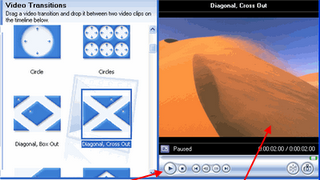 Video Transitions
Drag a video transition and drop it between two video clips on
the timeline below.
Circle
Circles
Diagonal, Box Out
Diagonal, Cross Out
Diagonal, Cross Out
Paused
0:00:02.00 / 0:00:02.00